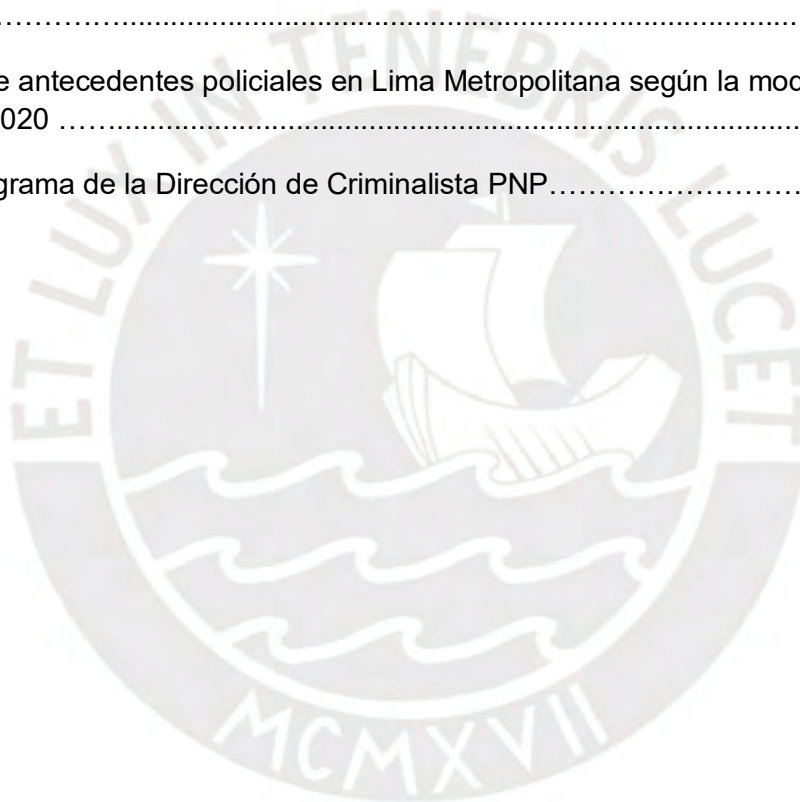 …………..............................................................................................
e antecedentes policiales en Lima Metropolitana según la mod
020 …….........................................................................................
grama de la Dirección de Criminalista PNP…………………….
ET LUX IN TENEBRIS LUCET
MCMXVII